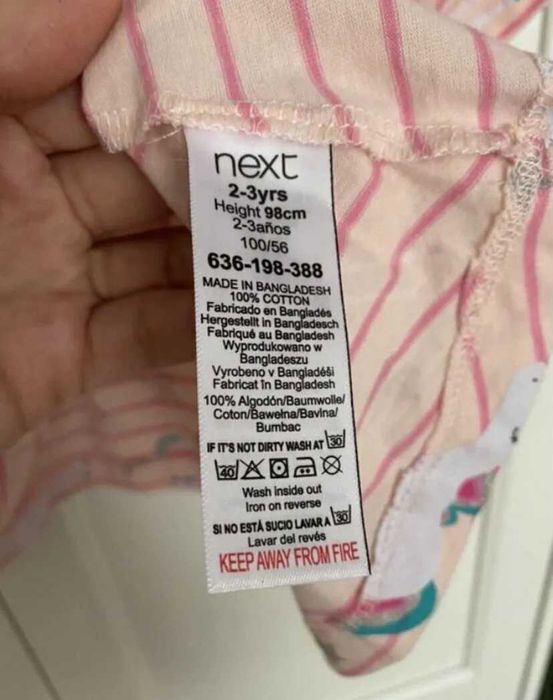 next
2-3yrs
Height 98cm
2-3años
100/56
636-198-388
MADE IN BANGLADESH
100% COTTON
Fabricado en Bangladés
Hergestellt in Bangladesch
Fabriqué au Bangladesh
Wyprodukowano w
Bangladeszu
Vyrobeno v Bangladéši
Fabricat în Bangladesh
100% Algodón/Baumwolle/
Coton/Bawełna/Bavlna/
Bumbac
IF IT'S NOT DIRTY WASH AT 30
40
Wash inside out
Iron on reverse
SI NO ESTÁ SUCIO LAVAR A 30
Lavar del revés
KEEP AWAY FROM FIRE